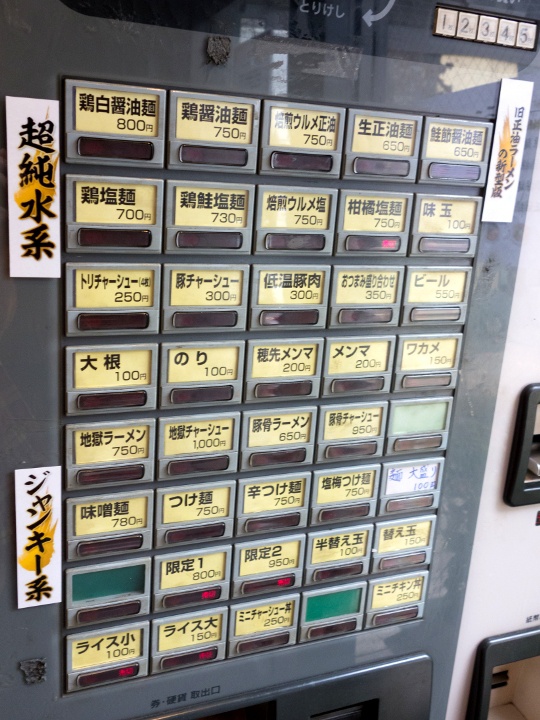 とりけし
1 2 3 4 5
超純水系
旧正油ラーメン
の新型版
鶏白醤油麺 800円
鶏醤油麺 750円
焙煎ウルメ正油 750円
生正油麺 650円
鮭節醤油麺 650円
鶏塩麺 700円
鶏鮭塩麺 730円
焙煎ウルメ塩 750円
柑橘塩麺 750円
味玉 100円
トリチャーシュー(4枚) 250円
豚チャーシュー 300円
低温豚肉 300円
おつまみ盛り合わせ 350円
ビール 550円
大根 100円
のり 100円
穂先メンマ 200円
メンマ 200円
ワカメ 150円
地獄ラーメン 750円
地獄チャーシュー 1,000円
豚骨ラーメン 650円
豚骨チャーシュー 950円
ジャンキー系
味噌麺 780円
つけ麺 750円
辛つけ麺 750円
塩梅つけ麺 750円
麺 大盛り 100円
限定1 800円
限定2 950円
半替え玉 100円
替え玉 150円
ライス小 100円
ライス大 150円
ミニチャーシュー丼 250円
ミニチキン丼 250円
券・硬貨 取出口